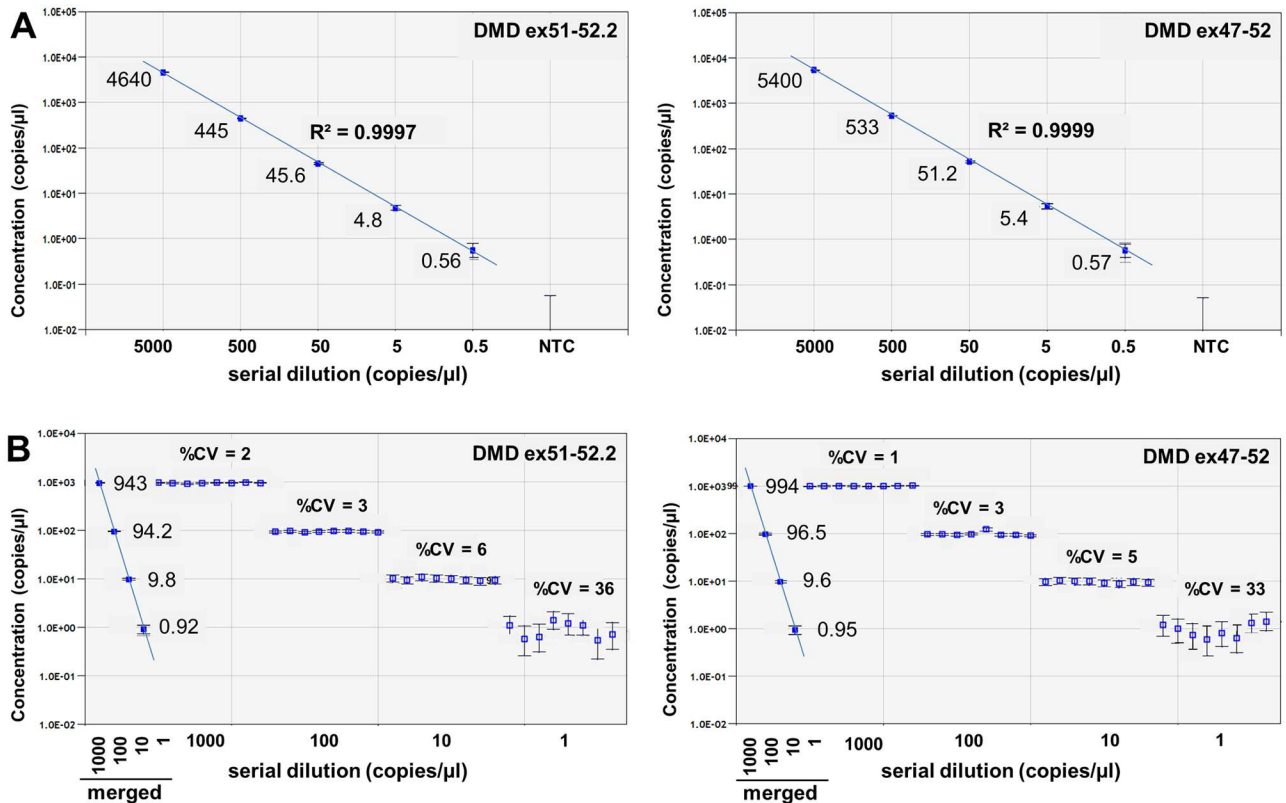 A
DMD ex51-52.2
1.0E+05
1.0E+04
1.0E+03
1.0E+02
1.0E+01
1.0E+00
1.0E-01
1.0E-02
Concentration (copies/µl)
4640
445
45.6
4.8
0.56
R² = 0.9997
5000 500 50 5 0.5 NTC
serial dilution (copies/µl)
DMD ex47-52
1.0E+05
1.0E+04
1.0E+03
1.0E+02
1.0E+01
1.0E+00
1.0E-01
1.0E-02
Concentration (copies/µl)
5400
533
51.2
5.4
0.57
R² = 0.9999
5000 500 50 5 0.5 NTC
serial dilution (copies/µl)
B
DMD ex51-52.2
1.0E+04
1.0E+03
1.0E+02
1.0E+01
1.0E+00
1.0E-01
1.0E-02
Concentration (copies/µl)
943
94.2
9.8
0.92
%CV = 2
%CV = 3
%CV = 6
%CV = 36
1000 100 10 1 1000 100 10 1
serial dilution (copies/µl)
merged
DMD ex47-52
1.0E+04
1.0E+0399
1.0E+02
1.0E+01
1.0E+00
1.0E-01
1.0E-02
Concentration (copies/µl)
994
96.5
9.6
0.95
%CV = 1
%CV = 3
%CV = 5
%CV = 33
1000 100 10 1 1000 100 10 1
serial dilution (copies/µl)
merged